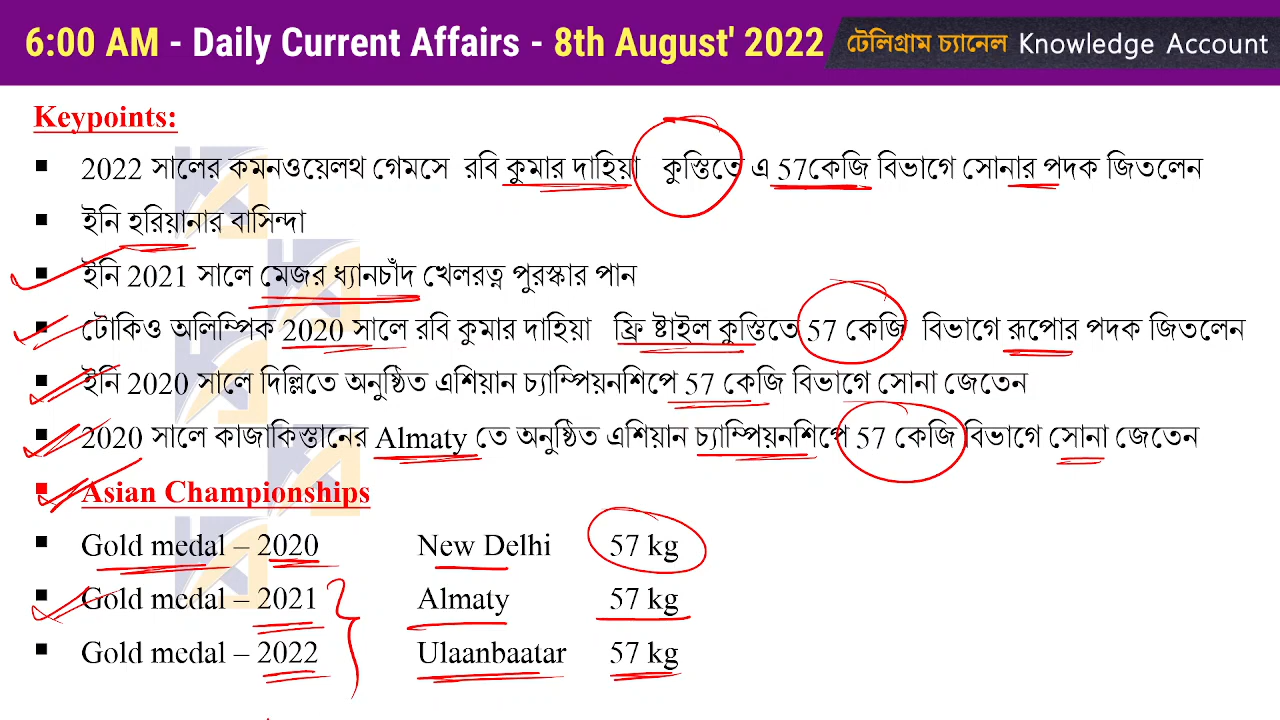 6:00 AM - Daily Current Affairs - 8th August' 2022 টেলিগ্রাম চ্যানেল Knowledge Account
Keypoints:
▪ 2022 সালের কমনওয়েলথ গেমসে রবি কুমার দাহিয়া কুস্তিতে এ 57কেজি বিভাগে সোনার পদক জিতলেন
▪ ইনি হরিয়ানার বাসিন্দা
▪ ইনি 2021 সালে মেজর ধ্যানচাঁদ খেলরত্ন পুরস্কার পান
▪ টোকিও অলিম্পিক 2020 সালে রবি কুমার দাহিয়া ফ্রি ষ্টাইল কুস্তিতে 57 কেজি বিভাগে রূপোর পদক জিতলেন
▪ ইনি 2020 সালে দিল্লিতে অনুষ্ঠিত এশিয়ান চ্যাম্পিয়নশিপে 57 কেজি বিভাগে সোনা জেতেন
▪ 2020 সালে কাজাকিস্তানের Almaty তে অনুষ্ঠিত এশিয়ান চ্যাম্পিয়নশিপে 57 কেজি বিভাগে সোনা জেতেন
▪ Asian Championships
▪ Gold medal – 2020 New Delhi 57 kg
▪ Gold medal – 2021 Almaty 57 kg
▪ Gold medal – 2022 Ulaanbaatar 57 kg